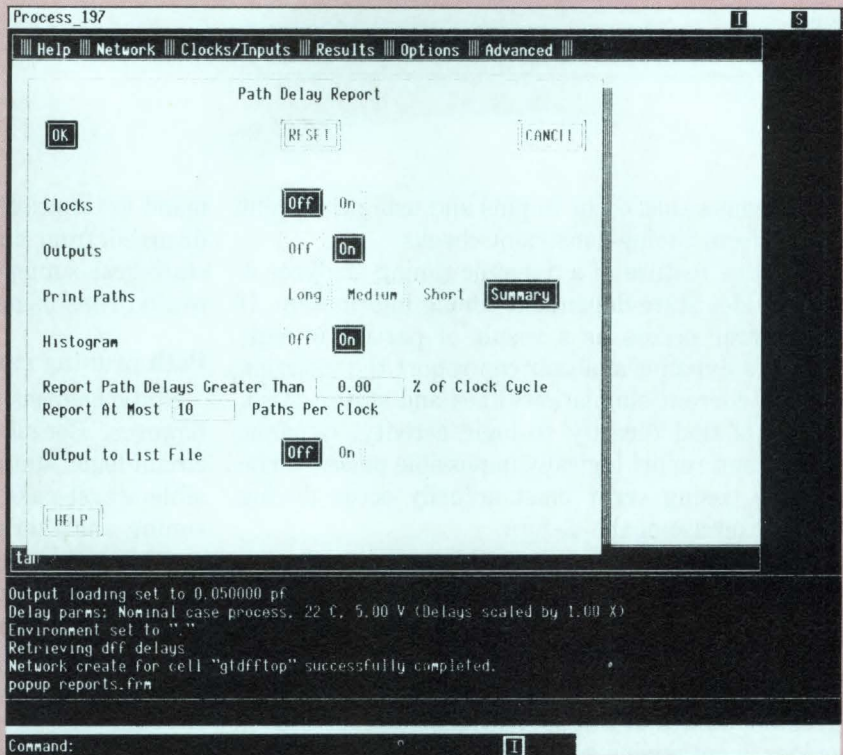 Process_197 I S
Help Network Clocks/Inputs Results Options Advanced
Path Delay Report
OK RESET CANCEL
Clocks Off On
Outputs Off On
Print Paths Long Medium Short Summary
Histogram Off On
Report Path Delays Greater Than 0.00 % of Clock Cycle
Report At Most 10 Paths Per Clock
Output to List File Off On
HELP
tan >
Output loading set to 0.050000 pf
Delay parms: Nominal case process, 22 C, 5.00 V (Delays scaled by 1.00 X)
Environment set to "."
Retrieving dff delays
Network create for cell "gtdfftop" successfully completed.
popup reports.frm
Command: I